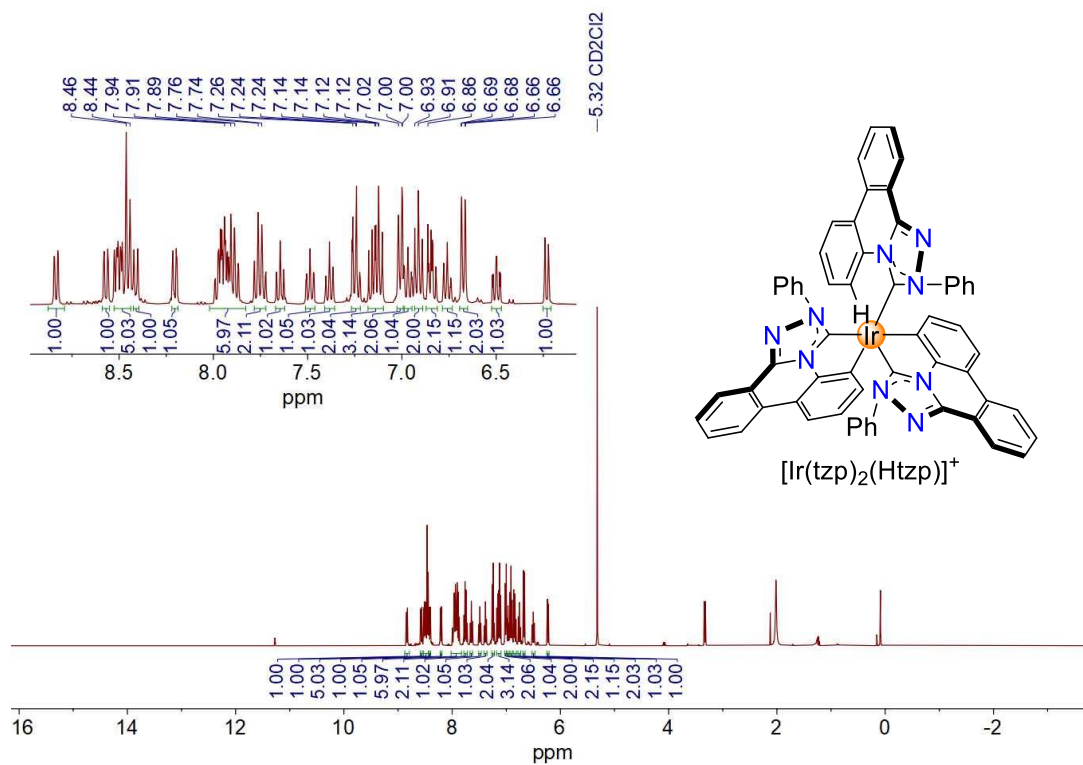 8.46 8.44 7.94 7.91 7.89 7.76 7.74 7.26 7.24 7.24 7.14 7.14 7.12 7.12 7.02 7.00 7.00 6.93 6.91 6.86 6.69 6.68 6.66 6.66
5.32 CD2Cl2
1.00 1.00 5.03 1.00 1.05 5.97 2.11 1.02 1.05 1.03 2.04 3.14 2.06 1.04 2.00 2.15 1.15 2.03 1.03 1.00
8.5 8.0 7.5 7.0 6.5
ppm
N
N
N
Ph
Ph
H
N
N
N
Ir
N
N
N
Ph
[Ir(tzp)2(Htzp)]+
1.00 1.00 5.03 1.00 1.05 5.97 2.11 1.02 1.05 1.03 2.04 3.14 2.06 1.04 2.00 2.15 1.15 2.03 1.03 1.00
16 14 12 10 8 6 4 2 0 -2
ppm